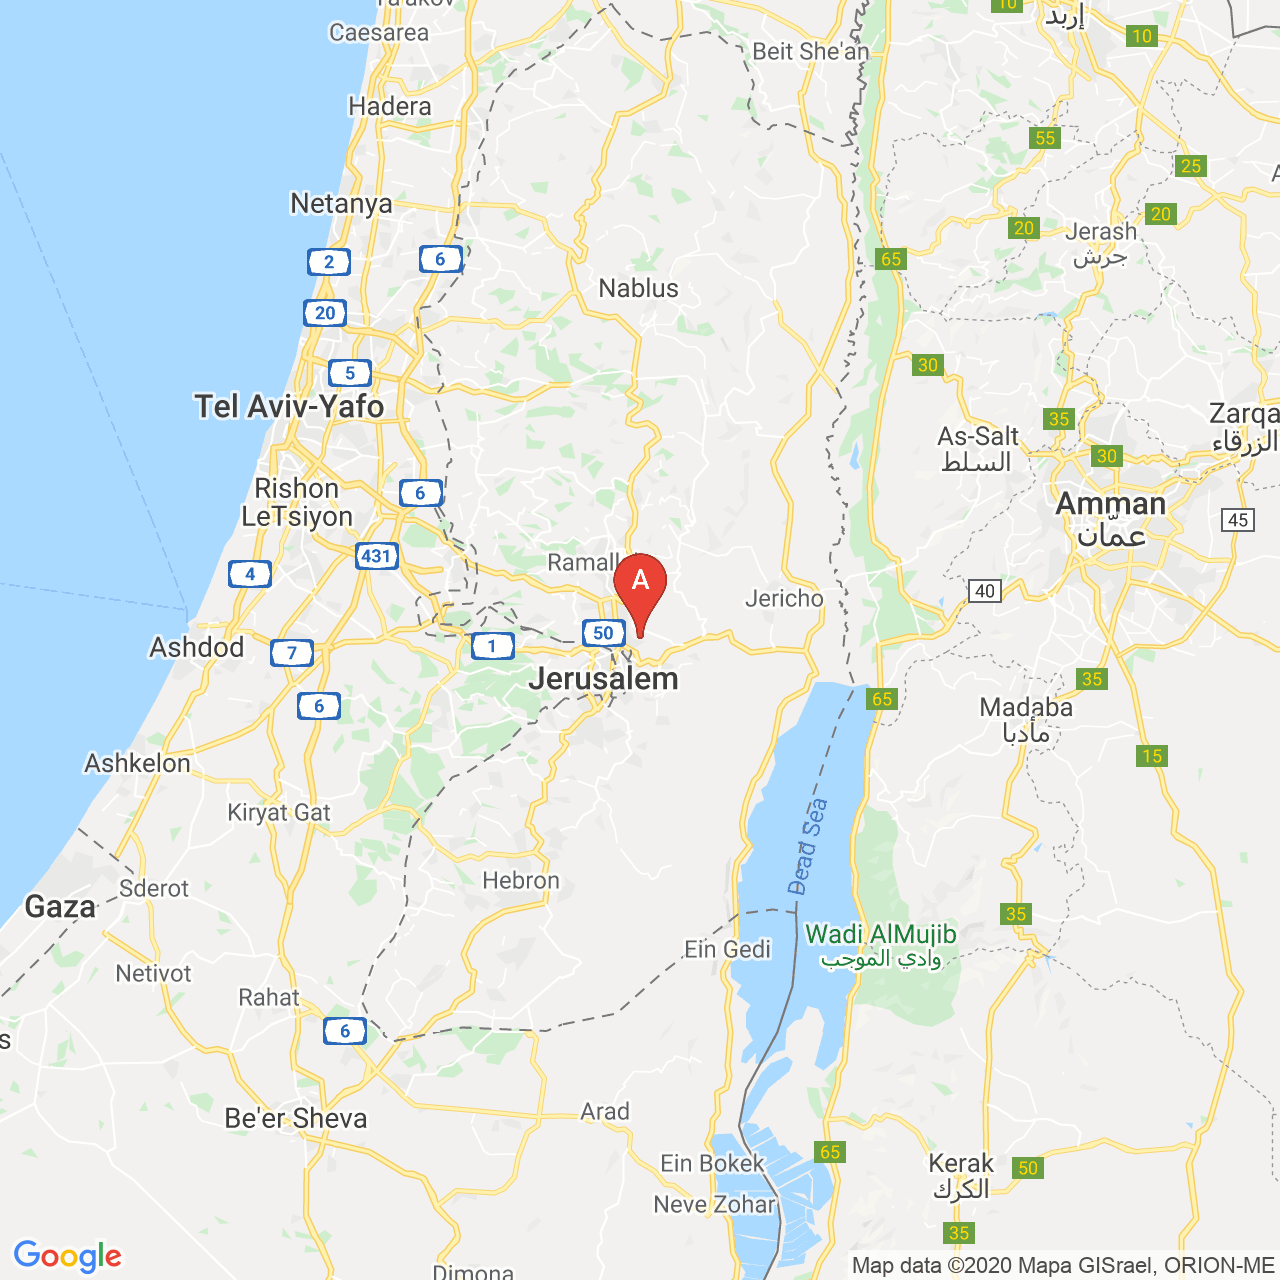 Ya'akov
Caesarea
Hadera
Beit She'an
10
إربد
10
55
25
Netanya
20
20
Jerash
جرش
2
6
65
Nablus
20
5
30
Tel Aviv-Yafo
35
Zarqa
الزرقاء
As-Salt
السلط
30
6
Rishon
LeTsiyon
Amman
عمّان
45
431
Ramall
A
4
Jericho
40
50
1
7
Ashdod
Jerusalem
35
65
6
Madaba
مأدبا
Ashkelon
15
Kiryat Gat
Dead Sea
Sderot
Hebron
Gaza
35
Wadi AlMujib
وادي الموجب
Ein Gedi
Netivot
Rahat
6
s
Be'er Sheva
Arad
65
Ein Bokek
Kerak
الكرك
50
Neve Zohar
35
Google
Dimona
Map data ©2020 Mapa GISrael, ORION-ME